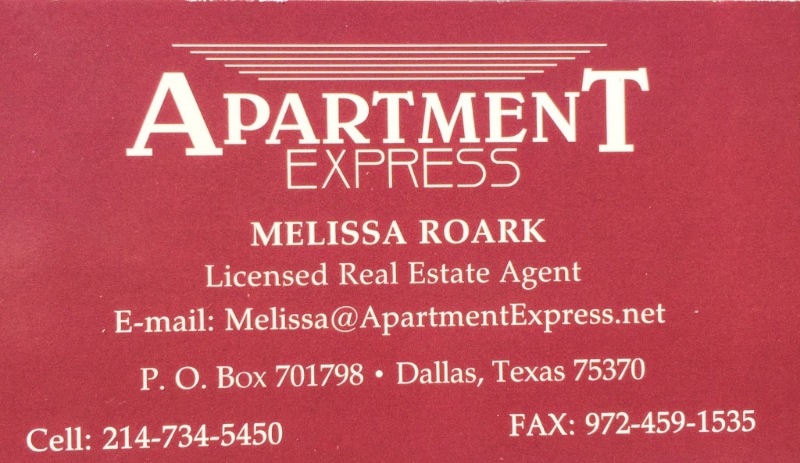 APARTMENT
EXPRESS
MELISSA ROARK
Licensed Real Estate Agent
E-mail: Melissa@ApartmentExpress.net
P. O. Box 701798 • Dallas, Texas 75370
Cell: 214-734-5450 FAX: 972-459-1535